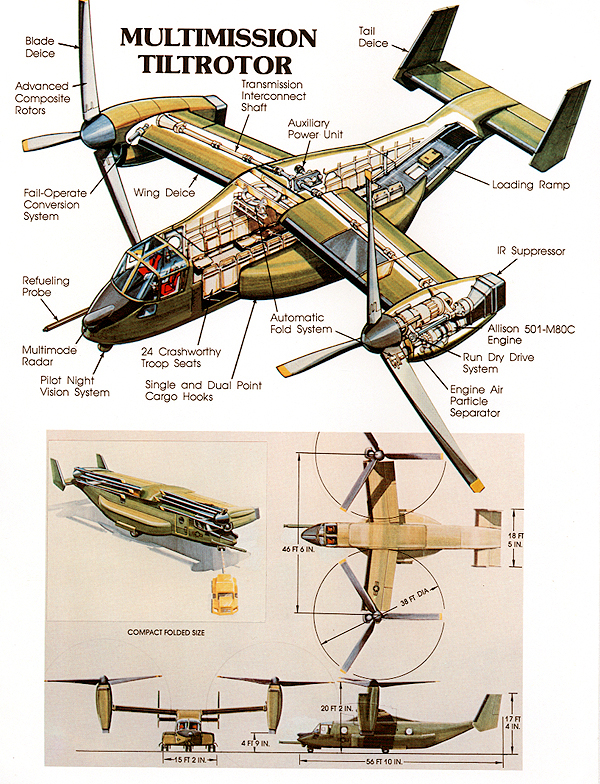 MULTIMISSION
TILTROTOR
Blade
Deice
Tail
Deice
Advanced
Composite
Rotors
Transmission
Interconnect
Shaft
Auxiliary
Power Unit
Fail-Operate
Conversion
System
Wing Deice
Loading Ramp
IR Suppressor
Refueling
Probe
Automatic
Fold System
Allison 501-M80C
Engine
Multimode
Radar
24 Crashworthy
Troop Seats
Run Dry Drive
System
Pilot Night
Vision System
Single and Dual Point
Cargo Hooks
Engine Air
Particle
Separator
46 FT 6 IN.
18 FT
5 IN.
38 FT DIA
COMPACT FOLDED SIZE
20 FT 2 IN.
17 FT
4 IN.
4 FT 9 IN.
15 FT 2 IN.
56 FT 10 IN.